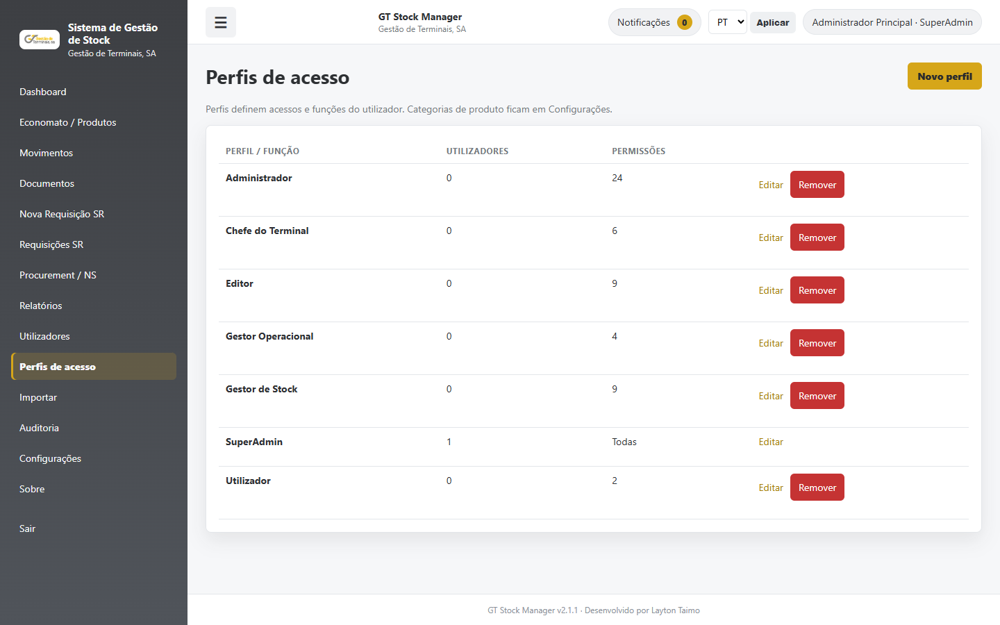 Sistema de Gestão
de Stock
Gestão de Terminais, SA
Dashboard
Economato / Produtos
Movimentos
Documentos
Nova Requisição SR
Requisições SR
Procurement / NS
Relatórios
Utilizadores
Perfis de acesso
Importar
Auditoria
Configurações
Sobre
Sair
GT Stock Manager
Gestão de Terminais, SA
Notificações 0
PT
Aplicar
Administrador Principal · SuperAdmin
Perfis de acesso
Novo perfil
Perfis definem acessos e funções do utilizador. Categorias de produto ficam em Configurações.
PERFIL / FUNÇÃO UTILIZADORES PERMISSÕES
Administrador 0 24 Editar Remover
Chefe do Terminal 0 6 Editar Remover
Editor 0 9 Editar Remover
Gestor Operacional 0 4 Editar Remover
Gestor de Stock 0 9 Editar Remover
SuperAdmin 1 Todas Editar
Utilizador 0 2 Editar Remover
GT Stock Manager v2.1.1 · Desenvolvido por Layton Taimo